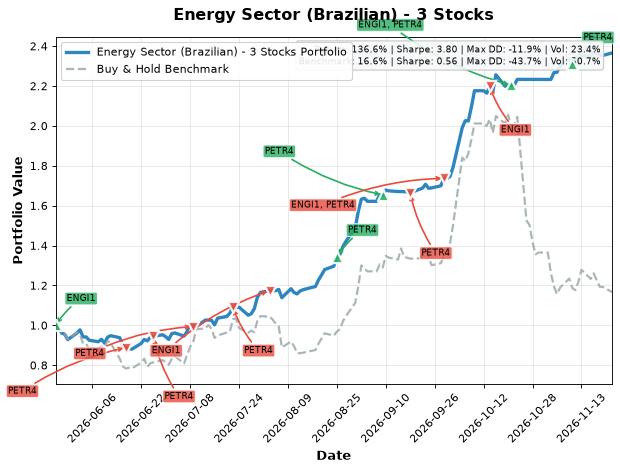 Energy Sector (Brazilian) - 3 Stocks
ENGI1, PETR4
PETR4
Energy Sector (Brazilian) - 3 Stocks Portfolio
Buy & Hold Benchmark
136.6% | Sharpe: 3.80 | Max DD: -11.9% | Vol: 23.4%
16.6% | Sharpe: 0.56 | Max DD: -43.7% | Vol:
ENGI1
PETR4
ENGI1, PETR4
PETR4
PETR4
ENGI1
PETR4
ENGI1
PETR4
PETR4
PETR4
Portfolio Value
2.4
2.2
2.0
1.8
1.6
1.4
1.2
1.0
0.8
2026-06-06
2026-07-08
2026-07-24
2026-08-09
2026-08-25
2026-09-10
2026-09-26
2026-10-12
2026-10-28
2026-11-13
Date